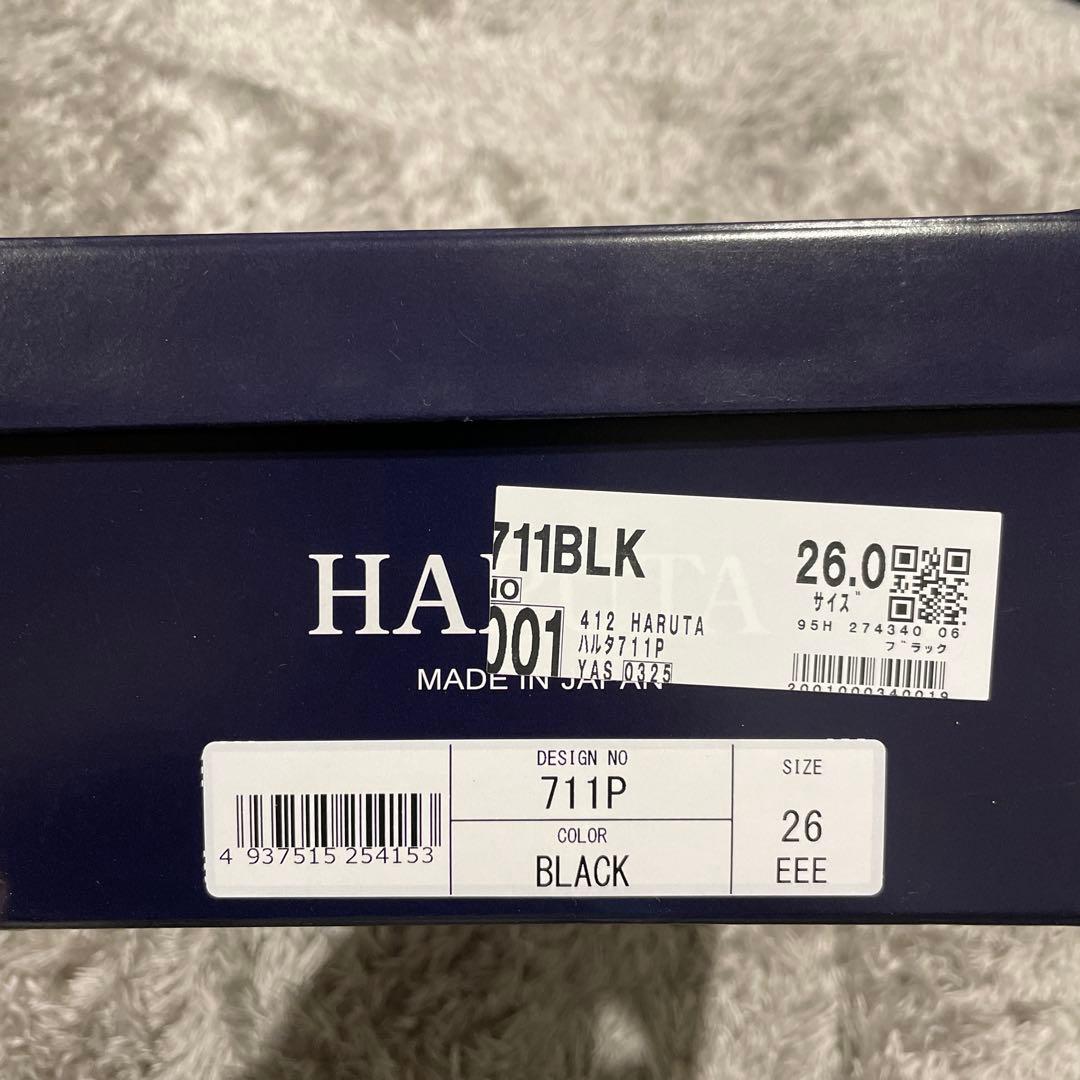 711BLK
NO
001
26.0
サイズ
412 HARUTA
ハルタ711P
YAS 0325
95H 274340 06
ブラック
2001000340019
HARUTA
MADE IN JAPAN
4 937515 254153
DESIGN NO
711P
COLOR
BLACK
SIZE
26
EEE